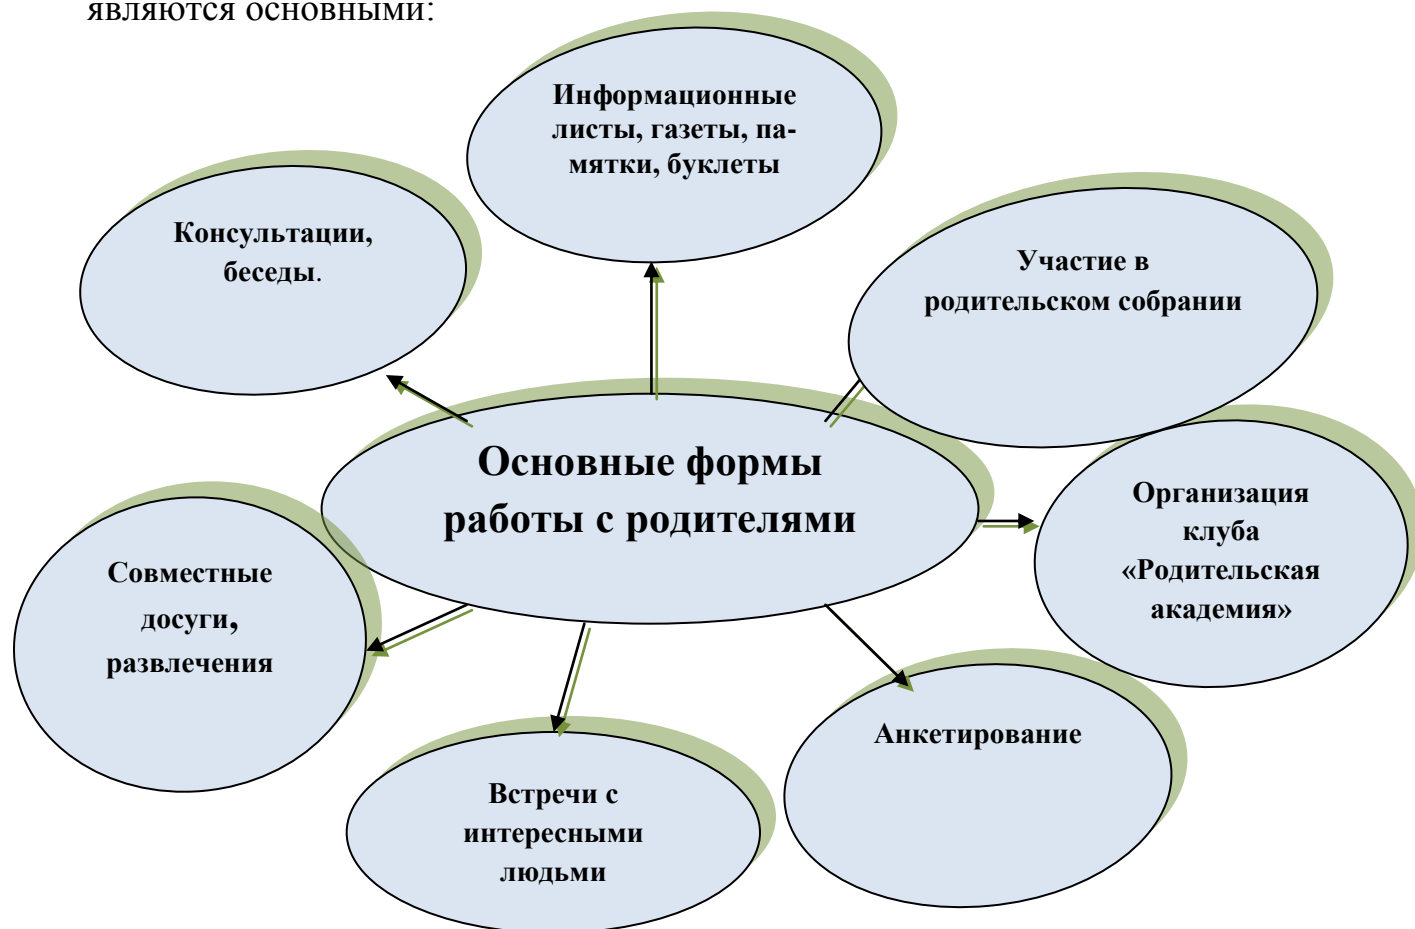 являются основными:
Информационные
листы, газеты, па-
мятки, буклеты
Консультации,
беседы.
Участие в
родительском собрании
Основные формы
работы с родителями
Организация
клуба
«Родительская
академия»
Совместные
досуги,
развлечения
Анкетирование
Встречи с
интересными
людьми